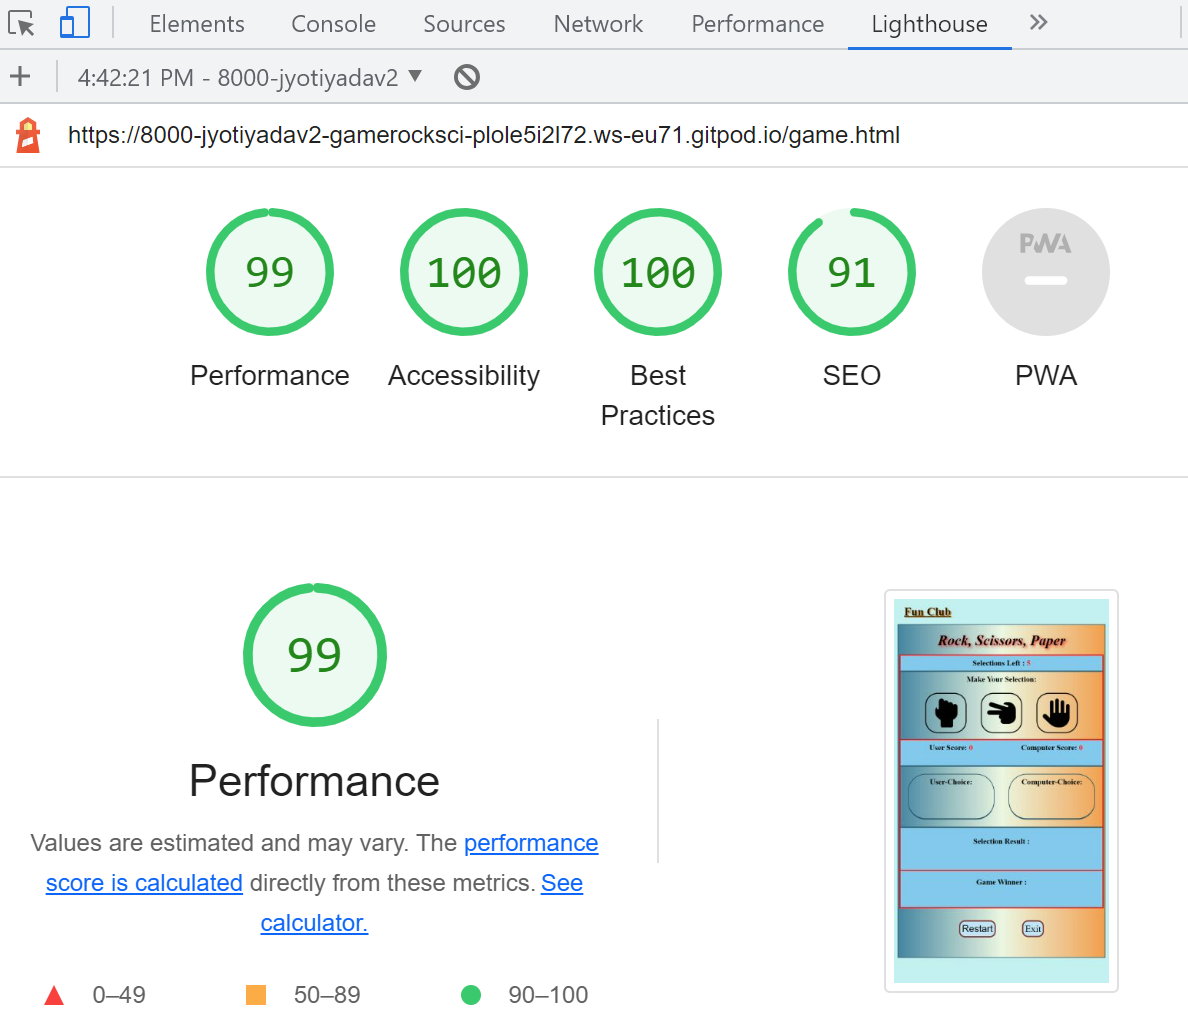 Elements Console Sources Network Performance Lighthouse »
+ 4:42:21 PM - 8000-jyotiyadav2 ▼
https://8000-jyotiyadav2-gamerocksci-plole5i2l72.ws-eu71.gitpod.io/game.html
99 100 100 91 PWA
Performance Accessibility Best Practices SEO PWA
99
Performance
Values are estimated and may vary. The performance
score is calculated directly from these metrics. See
calculator.
0–49 50–89 90–100
Fun Club
Rock, Scissors, Paper
Selections Left : 5
Make Your Selection:
User Score: 0 Computer Score: 0
User-Choice: Computer-Choice:
Selection Result :
Game Winner :
Restart Exit